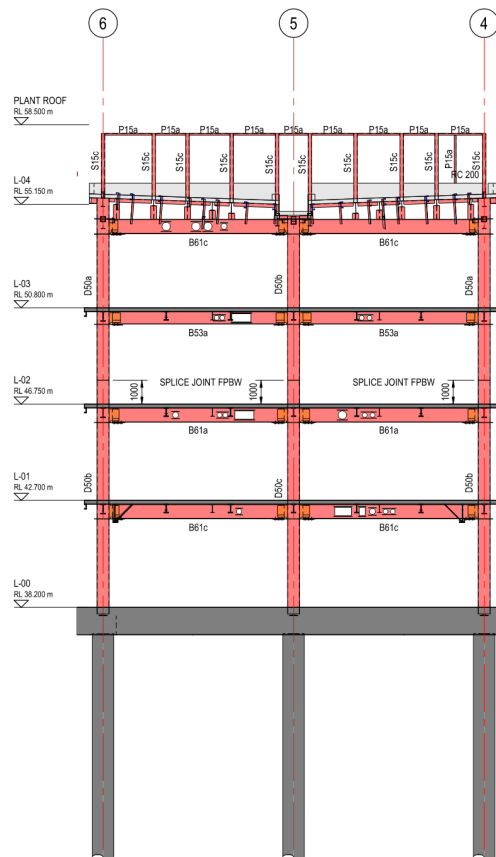 6 5 4
PLANT ROOF
RL 58.500 m
P15a P15a P15a P15a P15a P15a P15a P15a P15a
S15c S15c S15c S15c S15c S15c S15c S15c P15a S15c
RC 200
L-04
RL 55.150 m
B61c B61c
D50a D50b D50a
L-03
RL 50.800 m
B53a B53a
L-02
RL 46.750 m
SPLICE JOINT FPBW SPLICE JOINT FPBW
1000 1000 1000
B61a B61a
D50b D50c D50b
L-01
RL 42.700 m
B61c B61c
L-00
RL 38.200 m